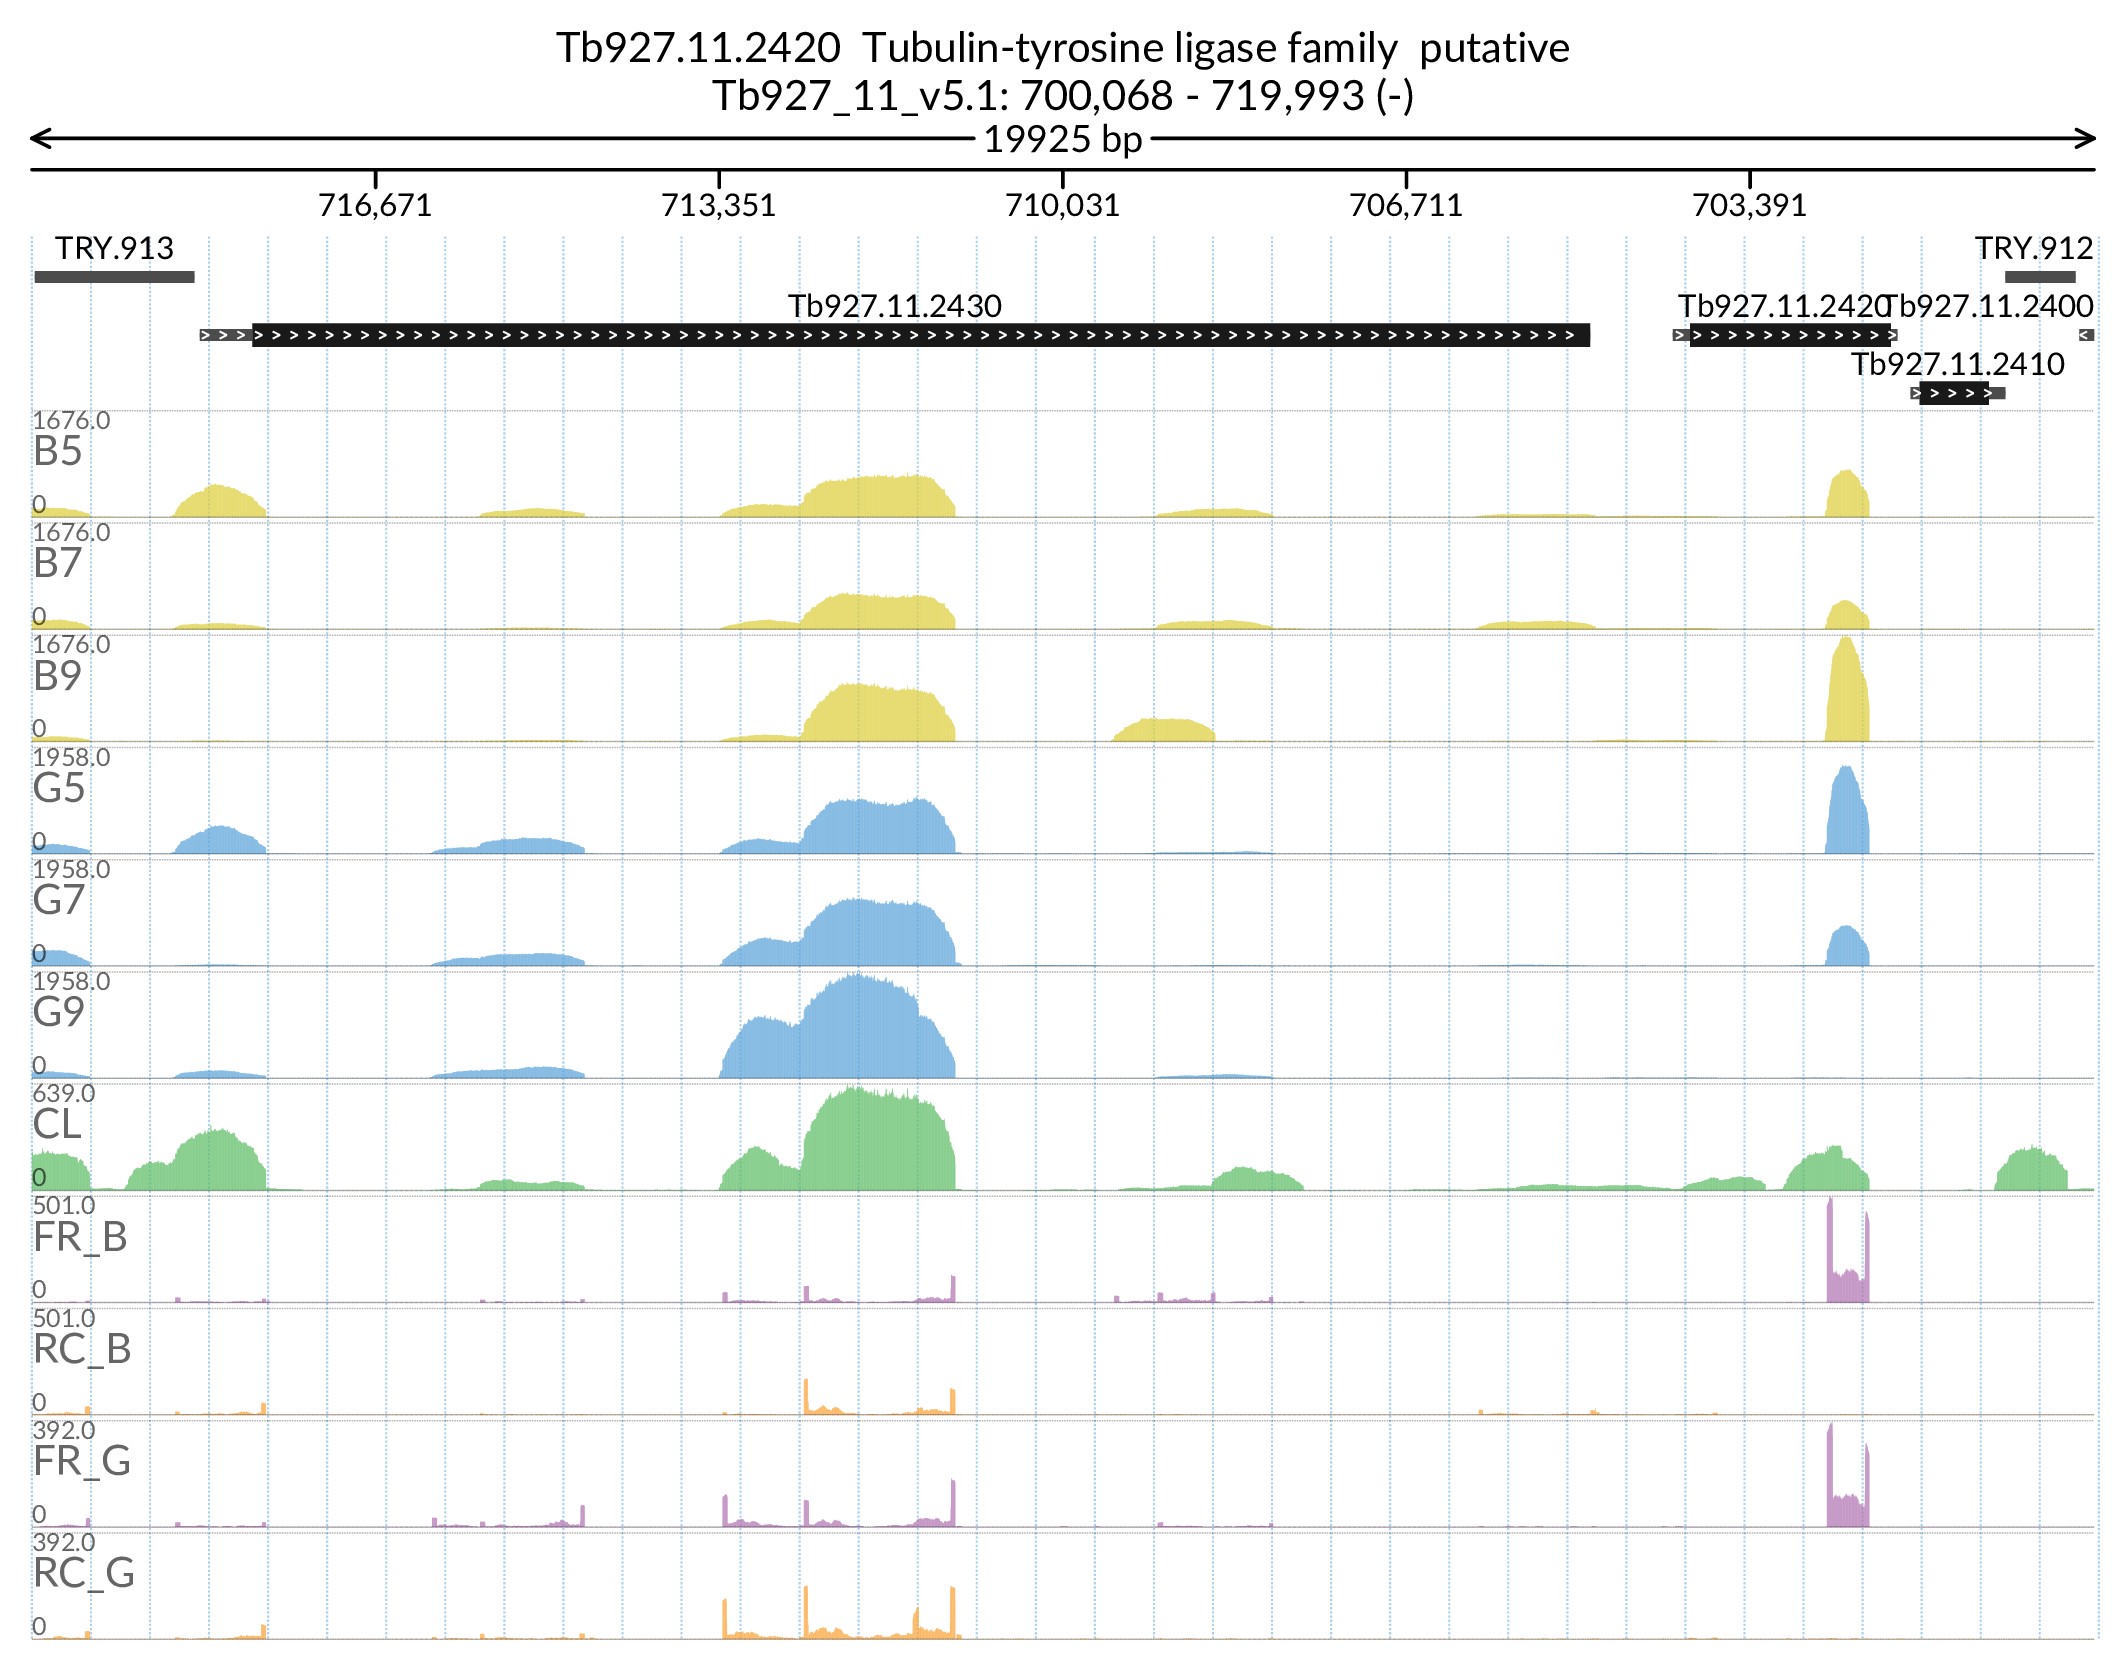 Tb927.11.2420  Tubulin-tyrosine ligase family  putative
Tb927_11_v5.1: 700,068 - 719,993 (-)
19925 bp
716,671 713,351 710,031 706,711 703,391
TRY.913 TRY.912
Tb927.11.2430 Tb927.11.2420 Tb927.11.2400
Tb927.11.2410
1676.0
B5
0
1676.0
B7
0
1676.0
B9
0
1958.0
G5
0
1958.0
G7
0
1958.0
G9
0
639.0
CL
0
501.0
FR_B
0
501.0
RC_B
0
392.0
FR_G
0
392.0
RC_G
0